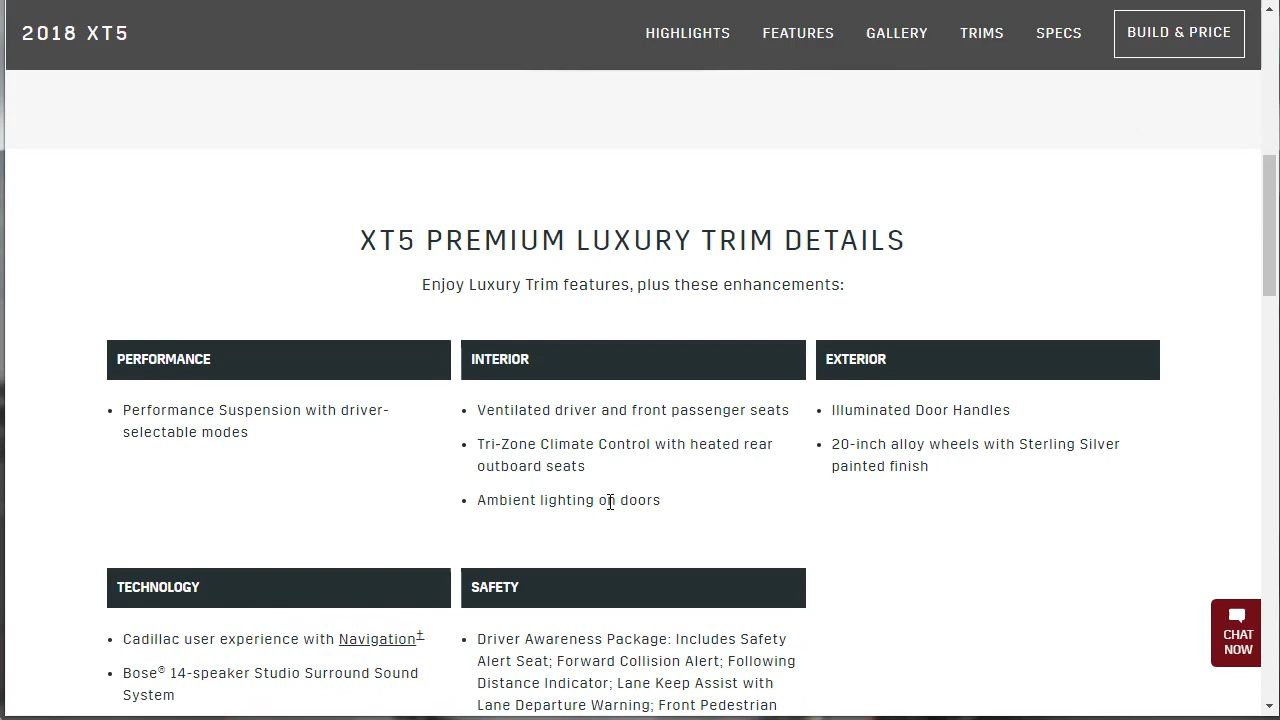 2018 XT5
HIGHLIGHTS FEATURES GALLERY TRIMS SPECS BUILD & PRICE
XT5 PREMIUM LUXURY TRIM DETAILS
Enjoy Luxury Trim features, plus these enhancements:
PERFORMANCE
• Performance Suspension with driver-
selectable modes
INTERIOR
• Ventilated driver and front passenger seats
• Tri-Zone Climate Control with heated rear
outboard seats
• Ambient lighting on doors
EXTERIOR
• Illuminated Door Handles
• 20-inch alloy wheels with Sterling Silver
painted finish
TECHNOLOGY
• Cadillac user experience with Navigation‡
• Bose® 14-speaker Studio Surround Sound
System
SAFETY
• Driver Awareness Package: Includes Safety
Alert Seat; Forward Collision Alert; Following
Distance Indicator; Lane Keep Assist with
Lane Departure Warning; Front Pedestrian
CHAT
NOW